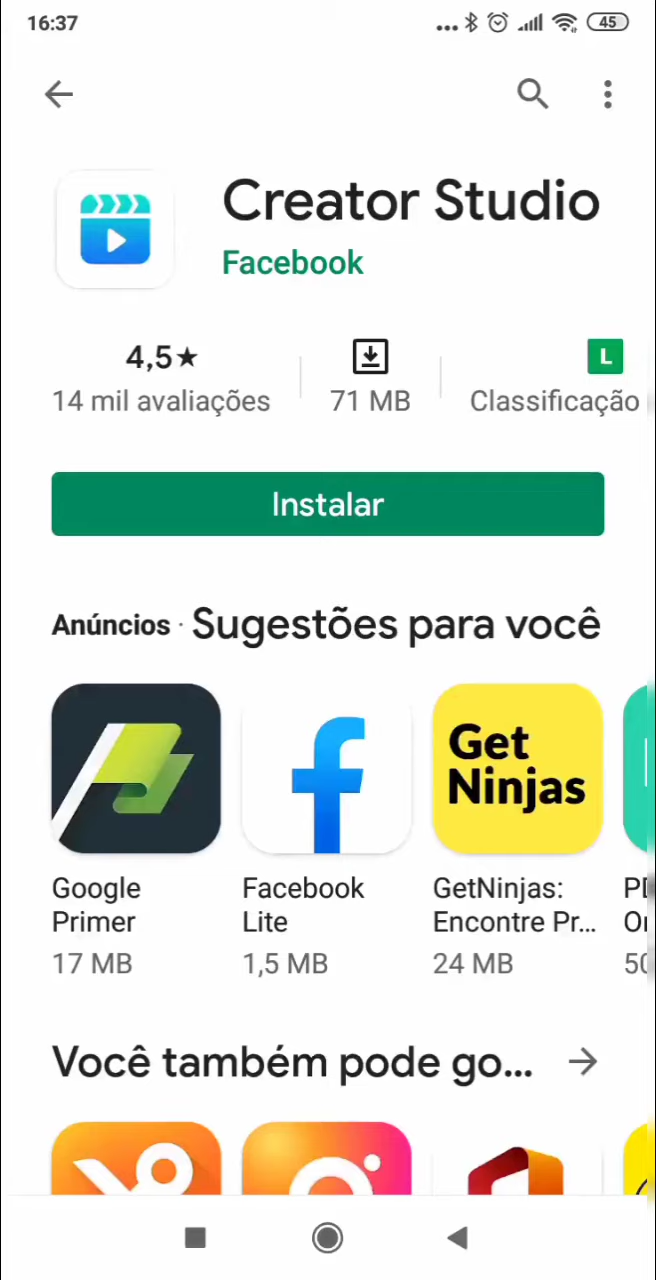 16:37
45
Creator Studio
Facebook
4,5★
14 mil avaliações
71 MB
L
Classificação
Instalar
Anúncios · Sugestões para você
Get
Ninjas
Google
Primer
17 MB
Facebook
Lite
1,5 MB
GetNinjas:
Encontre Pr...
24 MB
Você também pode go...